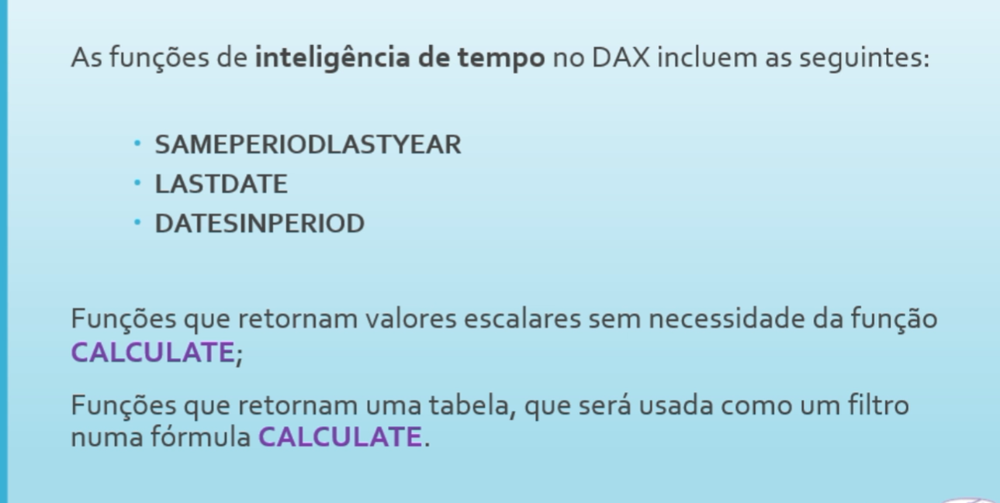 As funções de inteligência de tempo no DAX incluem as seguintes:
• SAMEPERIODLASTYEAR
• LASTDATE
• DATESINPERIOD
Funções que retornam valores escalares sem necessidade da função
CALCULATE;
Funções que retornam uma tabela, que será usada como um filtro
numa fórmula CALCULATE.